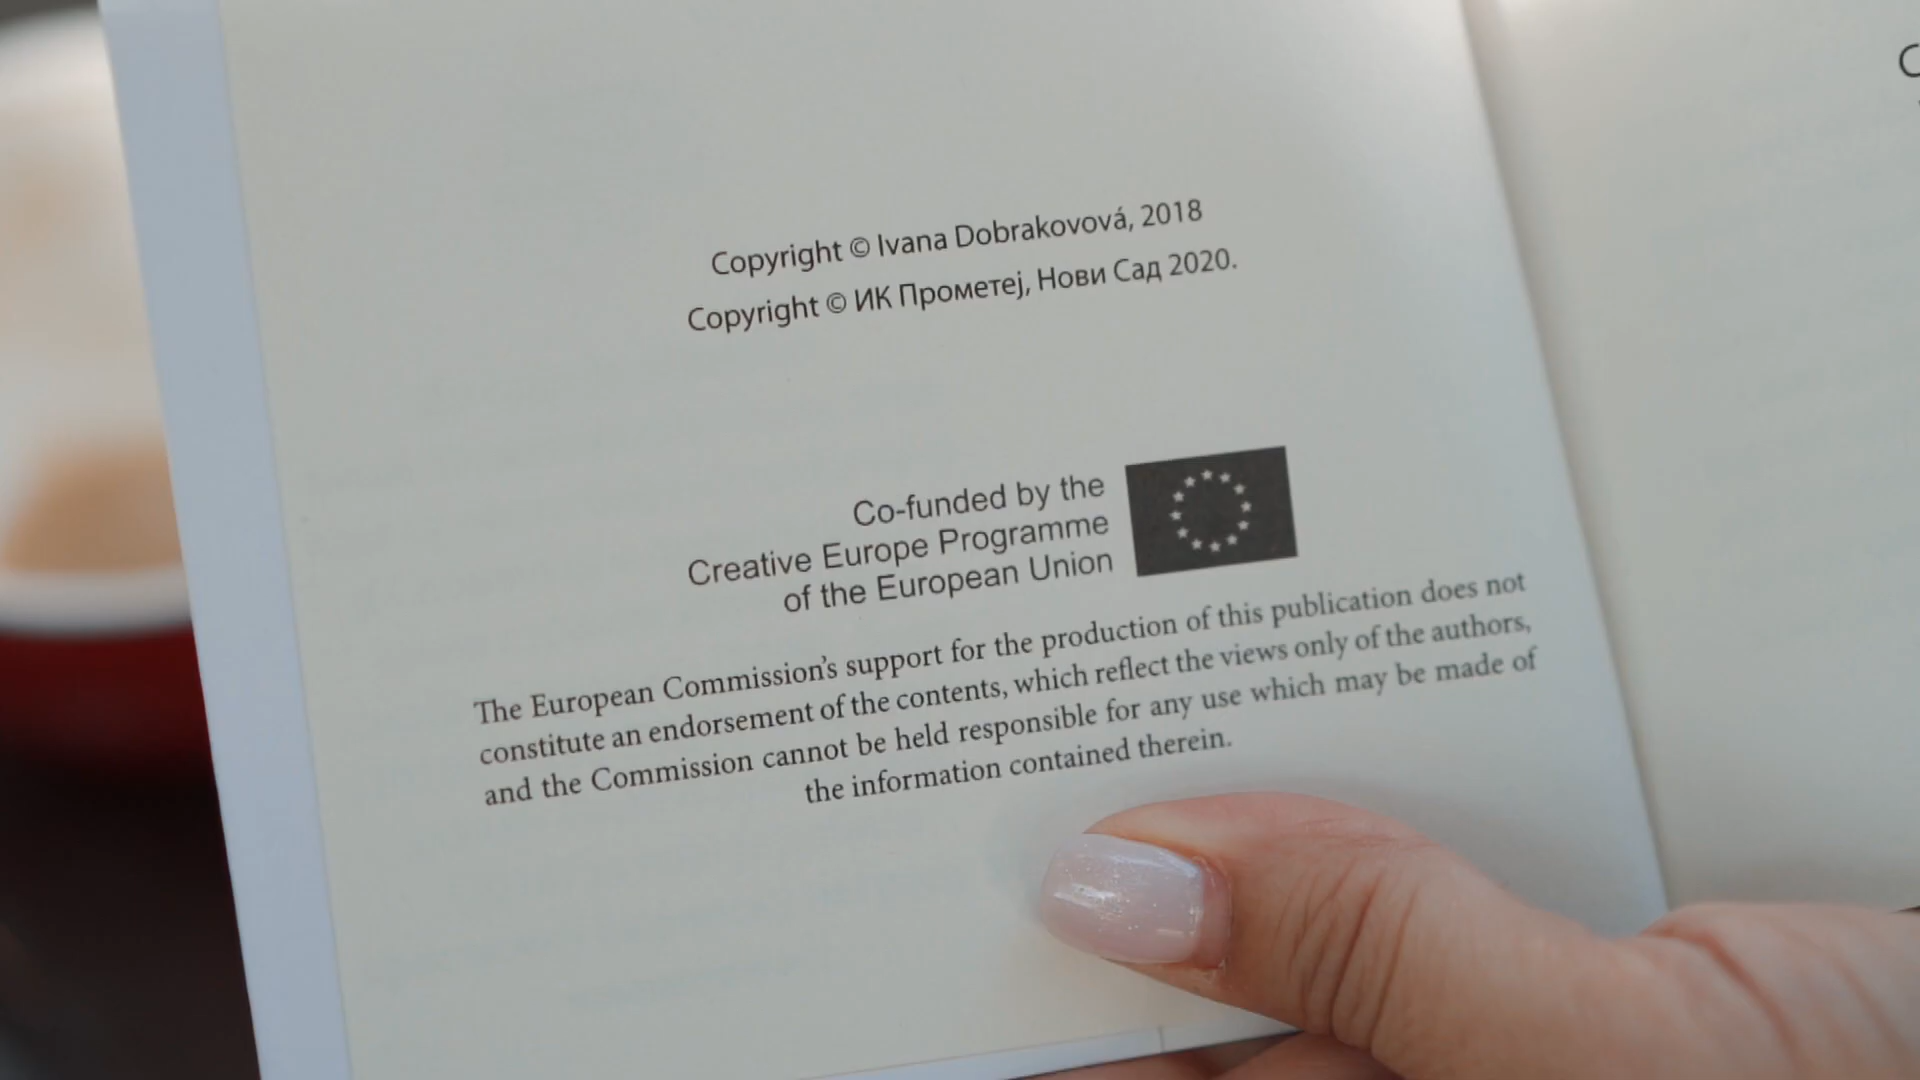 Copyright © Ivana Dobrakovová, 2018
Copyright © ИК Прометеј, Нови Сад 2020.
Co-funded by the
Creative Europe Programme
of the European Union
The European Commission's support for the production of this publication does not
constitute an endorsement of the contents, which reflect the views only of the authors,
and the Commission cannot be held responsible for any use which may be made of
the information contained therein.